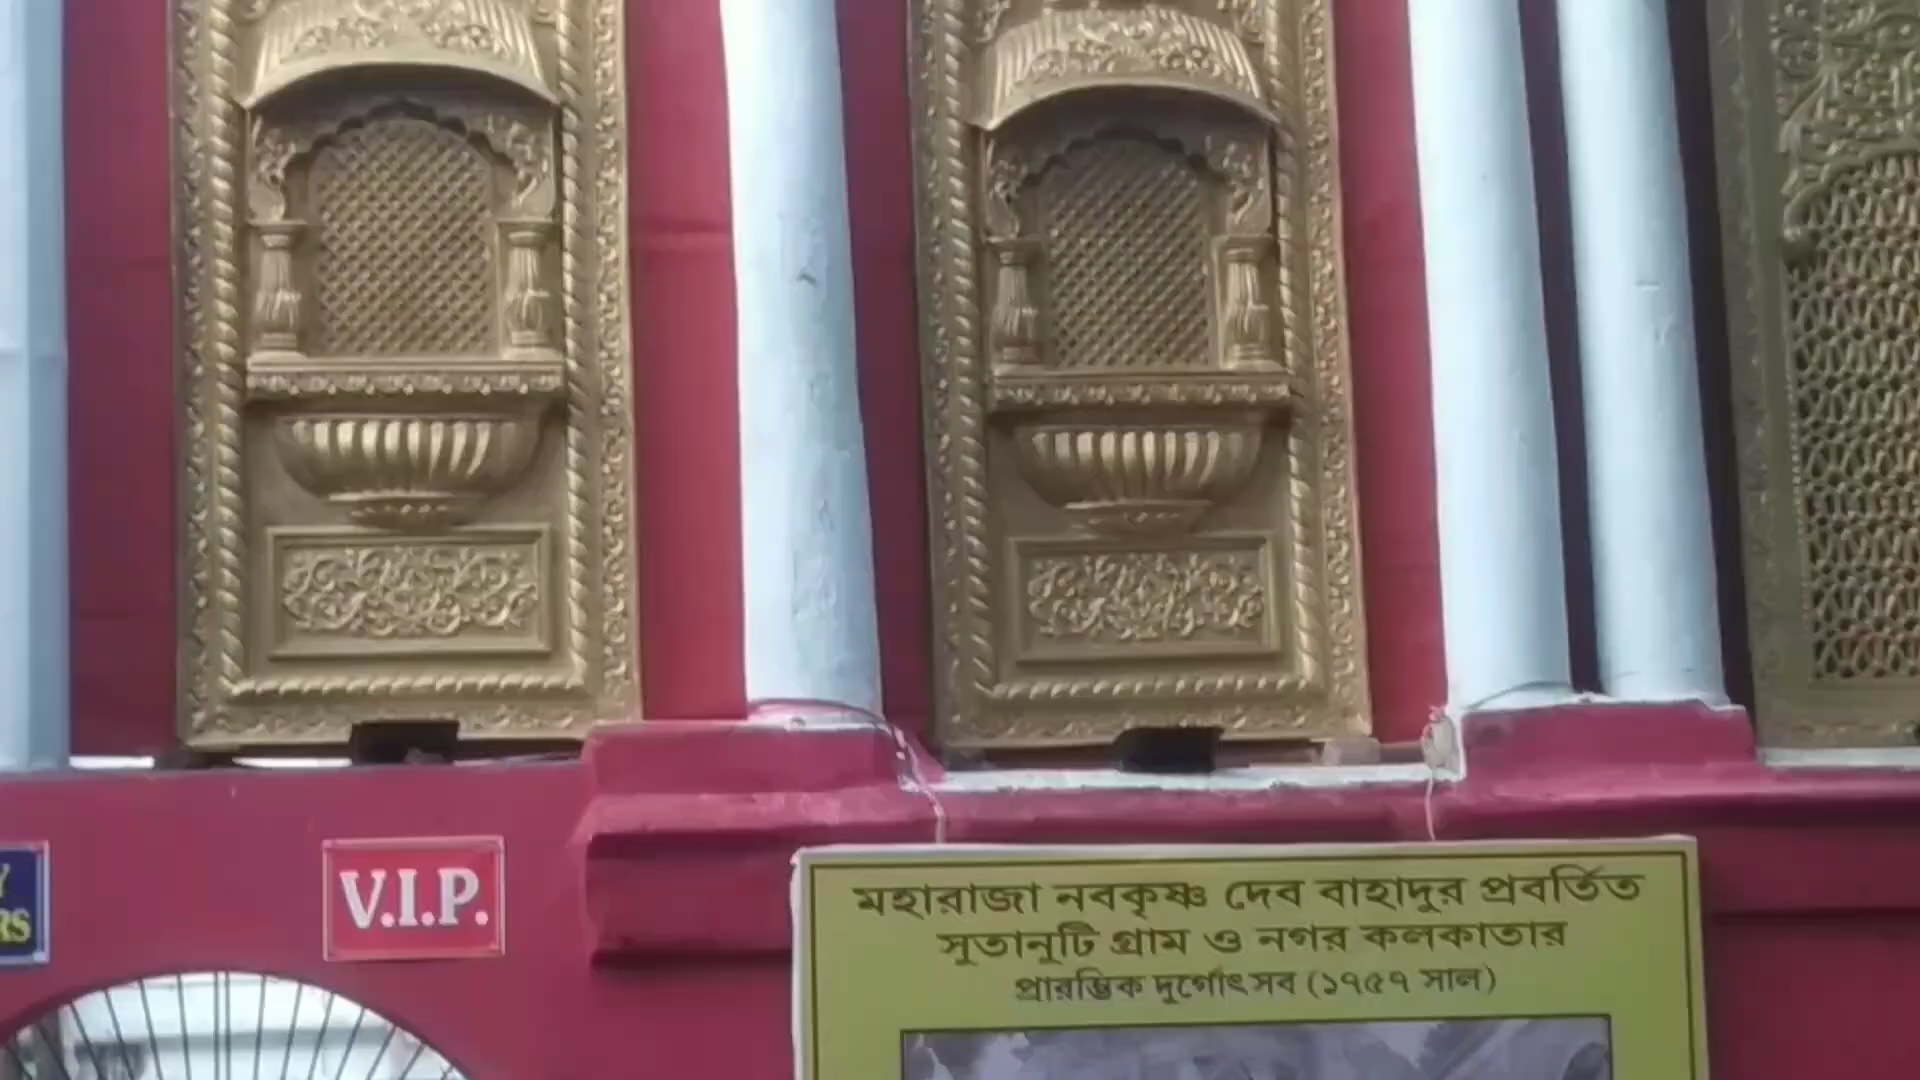 V.I.P.
মহারাজা নবকৃষ্ণ দেব বাহাদুর প্রবর্তিত
সুতানূটি গ্রাম ও নগর কলকাতার
প্রারম্ভিক দুর্গোৎসব (১৭৫৭ সাল)